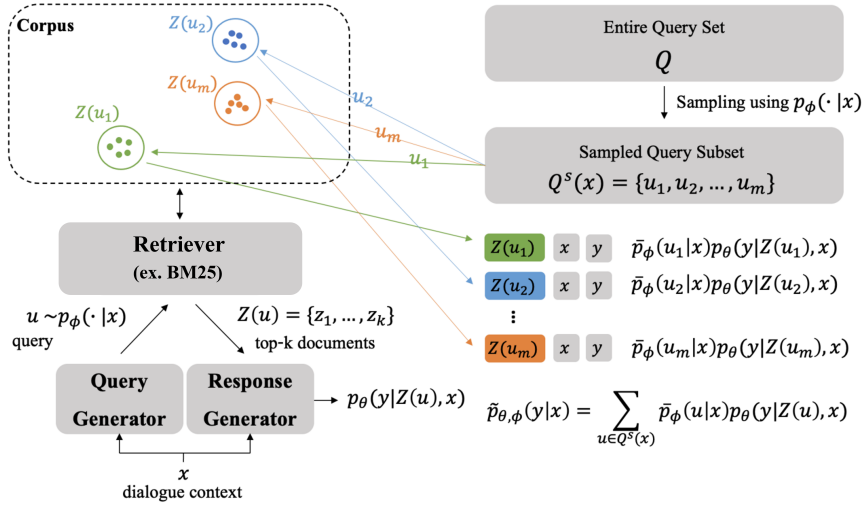 Corpus
Z(u₂)
Z(uₘ)
Z(u₁)
u₂
uₘ
u₁
Retriever
(ex. BM25)
u ~pϕ(· |x)
query
Z(u) = {z₁, … , zₖ}
top-k documents
Query
Generator
Response
Generator
pθ(y|Z(u), x)
x
dialogue context
Entire Query Set
Q
Sampling using pϕ(· |x)
Sampled Query Subset
Qˢ(x) = {u₁, u₂, … , uₘ}
Z(u₁) x y p̄ϕ(u₁|x)pθ(y|Z(u₁), x)
Z(u₂) x y p̄ϕ(u₂|x)pθ(y|Z(u₂), x)
⋮
Z(uₘ) x y p̄ϕ(uₘ|x)pθ(y|Z(uₘ), x)
p̃θ,ϕ(y|x) = ∑ p̄ϕ(u|x)pθ(y|Z(u), x)
u∈Qˢ(x)